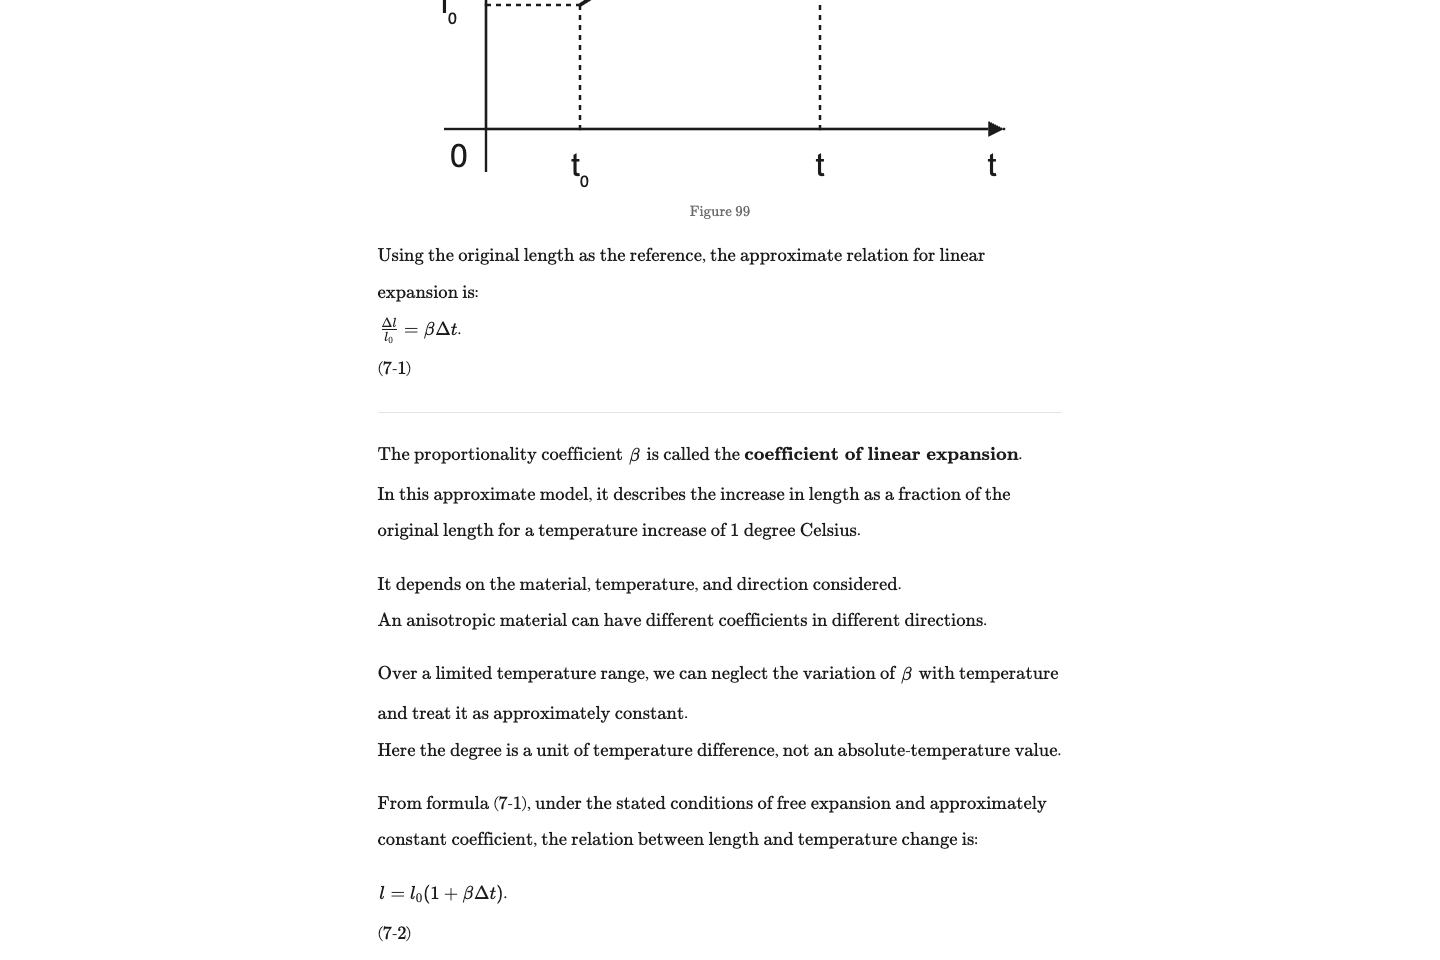 l₀
0
t₀
t
t
Figure 99
Using the original length as the reference, the approximate relation for linear
expansion is:
Δl/l₀ = βΔt.
(7-1)
The proportionality coefficient β is called the coefficient of linear expansion.
In this approximate model, it describes the increase in length as a fraction of the
original length for a temperature increase of 1 degree Celsius.
It depends on the material, temperature, and direction considered.
An anisotropic material can have different coefficients in different directions.
Over a limited temperature range, we can neglect the variation of β with temperature
and treat it as approximately constant.
Here the degree is a unit of temperature difference, not an absolute-temperature value.
From formula (7-1), under the stated conditions of free expansion and approximately
constant coefficient, the relation between length and temperature change is:
l = l₀(1 + βΔt).
(7-2)